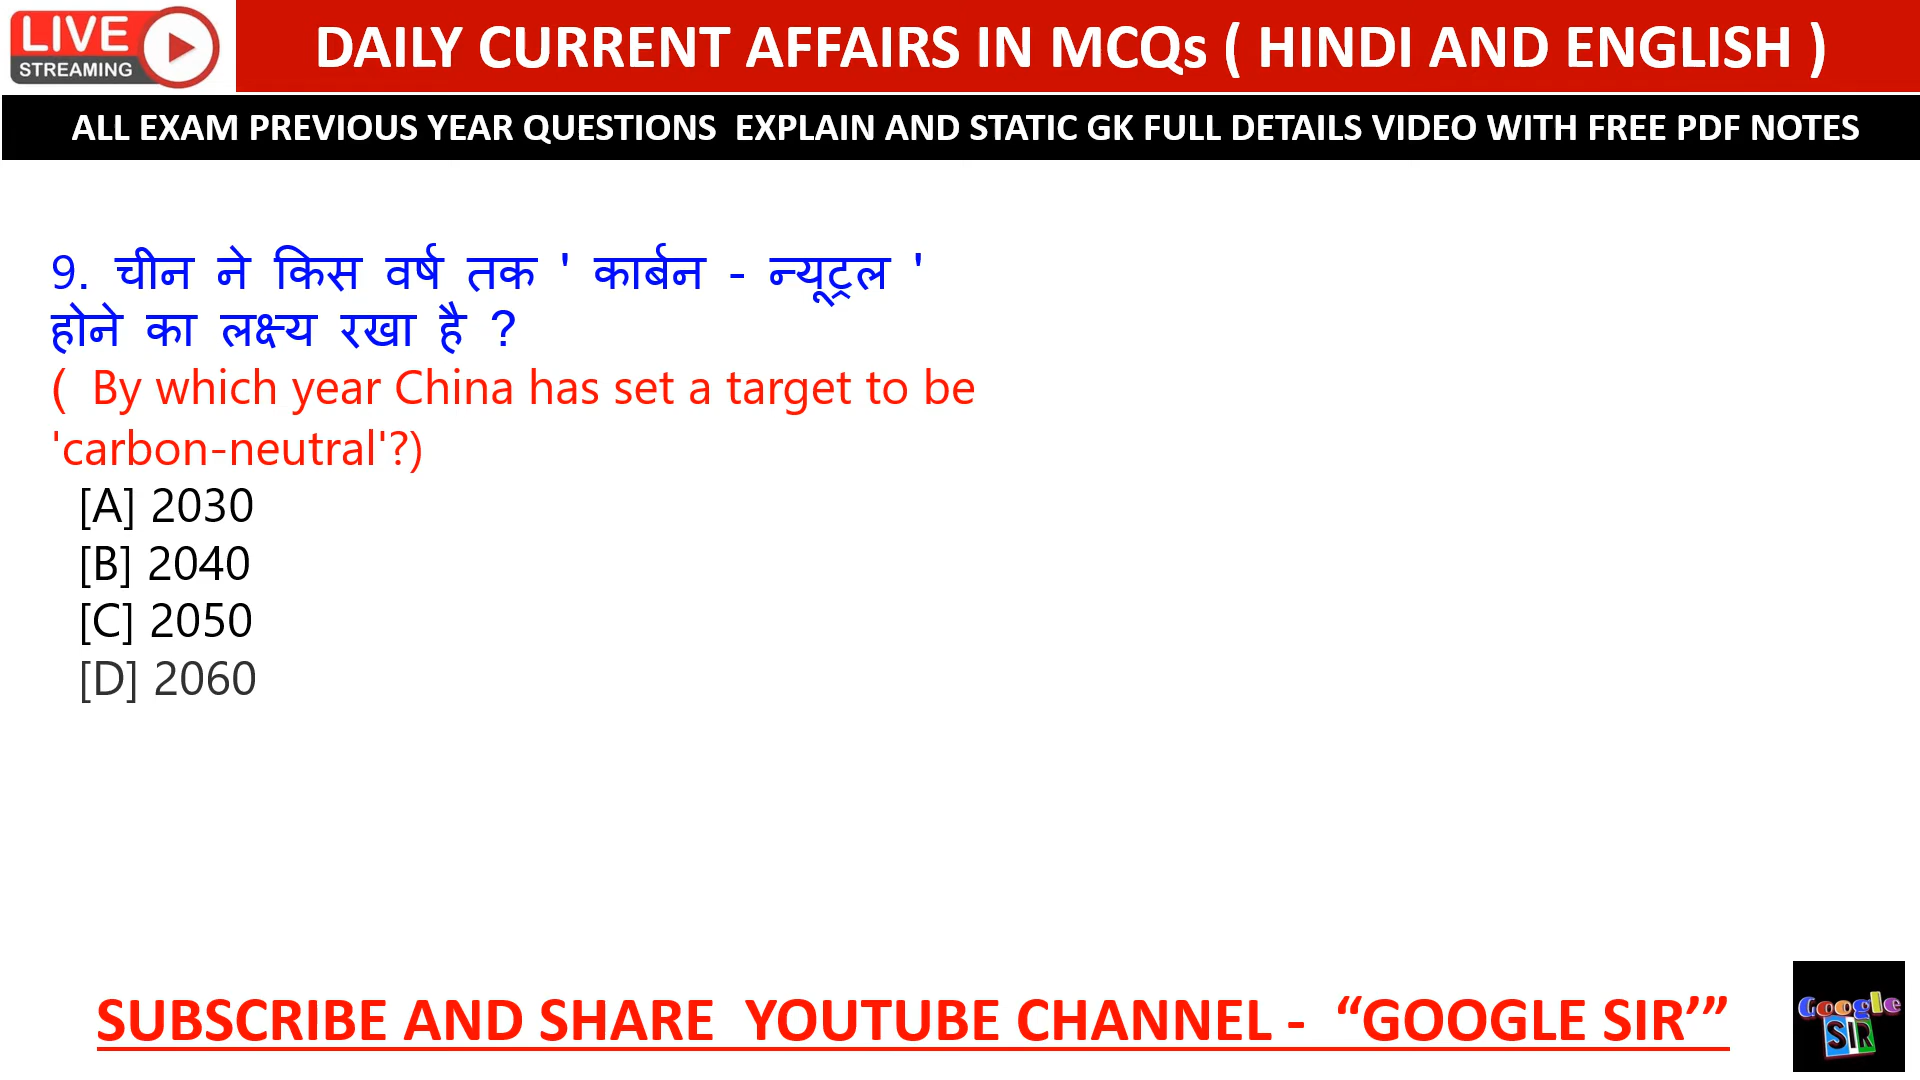 LIVE
STREAMING
DAILY CURRENT AFFAIRS IN MCQs ( HINDI AND ENGLISH )
ALL EXAM PREVIOUS YEAR QUESTIONS EXPLAIN AND STATIC GK FULL DETAILS VIDEO WITH FREE PDF NOTES
9. चीन ने किस वर्ष तक ' कार्बन - न्यूट्रल '
होने का लक्ष्य रखा है ?
( By which year China has set a target to be
'carbon-neutral'?)
[A] 2030
[B] 2040
[C] 2050
[D] 2060
SUBSCRIBE AND SHARE YOUTUBE CHANNEL - “GOOGLE SIR’”
Google
SIR